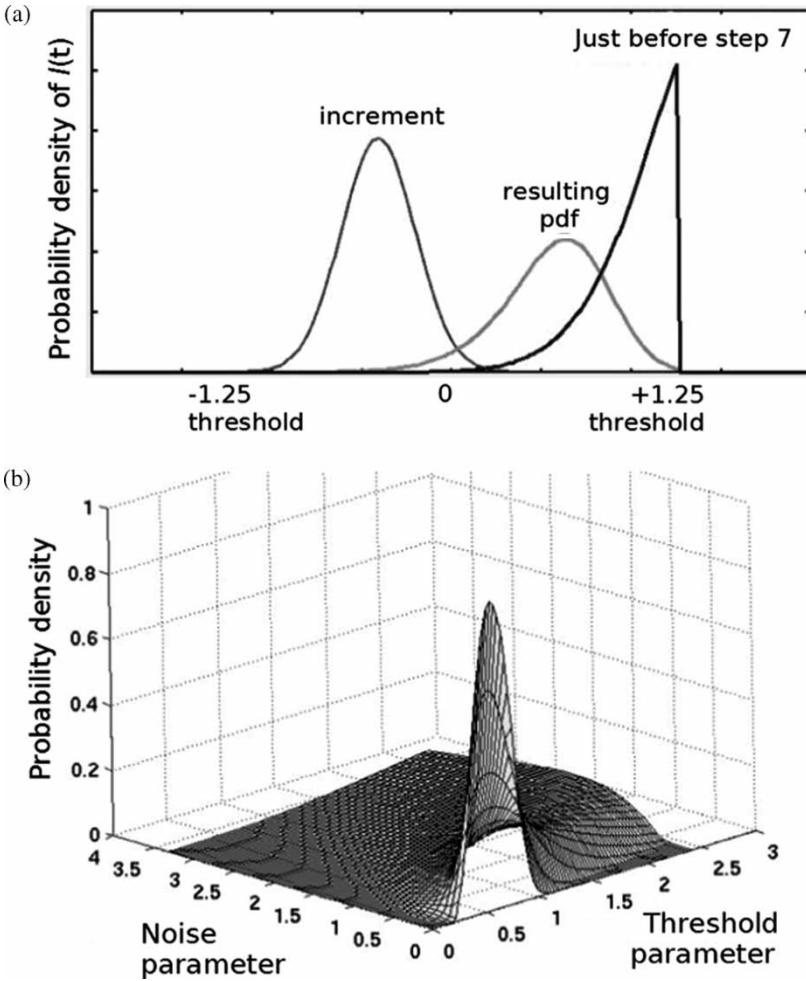 (a)
Just before step 7
increment
resulting
pdf
Probability density of I(t)
-1.25
threshold
0
+1.25
threshold
(b)
1
0.8
0.6
0.4
0.2
0
Probability density
4
3.5
3
2.5
2
1.5
1
0.5
0
Noise
parameter
0
0.5
1
1.5
2
2.5
3
Threshold
parameter